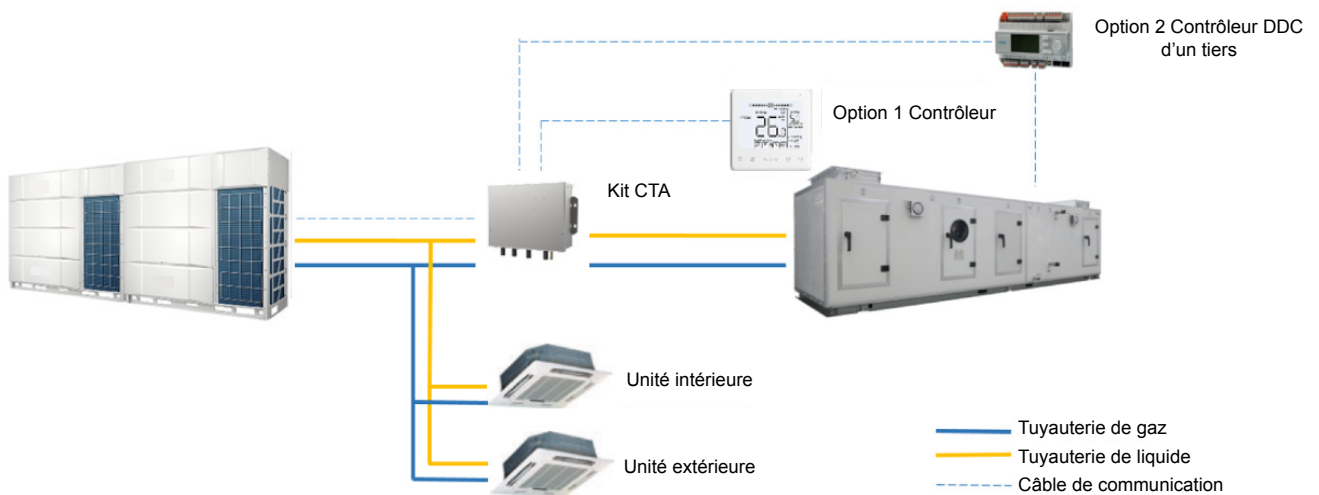 Option 2 Contrôleur DDC
d’un tiers
Option 1 Contrôleur
26.
Kit CTA
Unité intérieure
Unité extérieure
Tuyauterie de gaz
Tuyauterie de liquide
Câble de communication